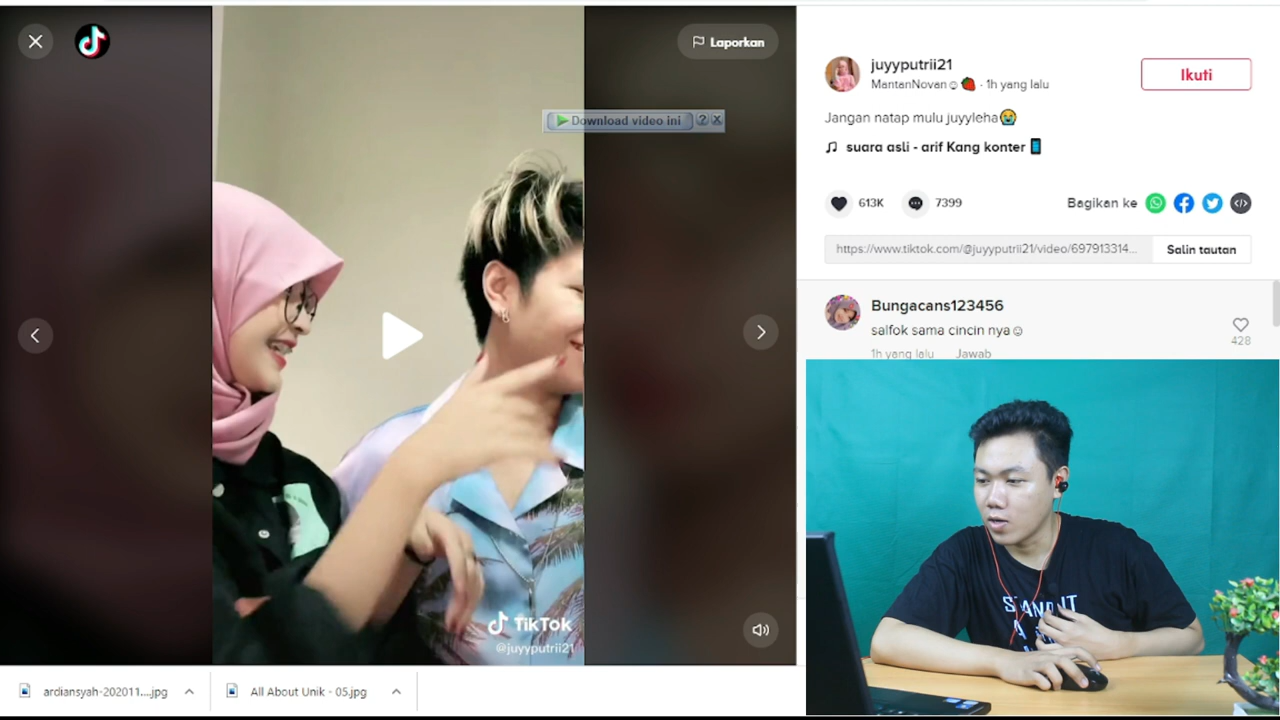 Laporkan
Download video ini
juyyputrii21
MantanNovan☺🍓 · 1h yang lalu
Ikuti
Jangan natap mulu juyyleha😭
suara asli - arif Kang konter📱
613K
7399
Bagikan ke
https://www.tiktok.com/@juyyputrii21/video/697913314...
Salin tautan
Bungacans123456
salfok sama cincin nya☺
428
1h yang lalu Jawab
TikTok
@juyyputrii21
ardiansyah-202011....jpg
All About Unik - 05.jpg